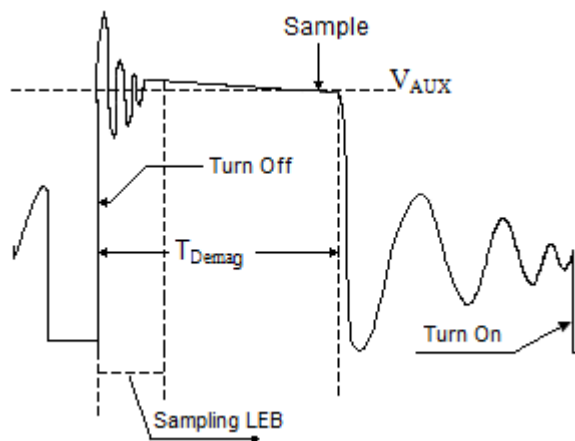 Sample
VAUX
Turn Off
TDemag
Turn On
Sampling LEB